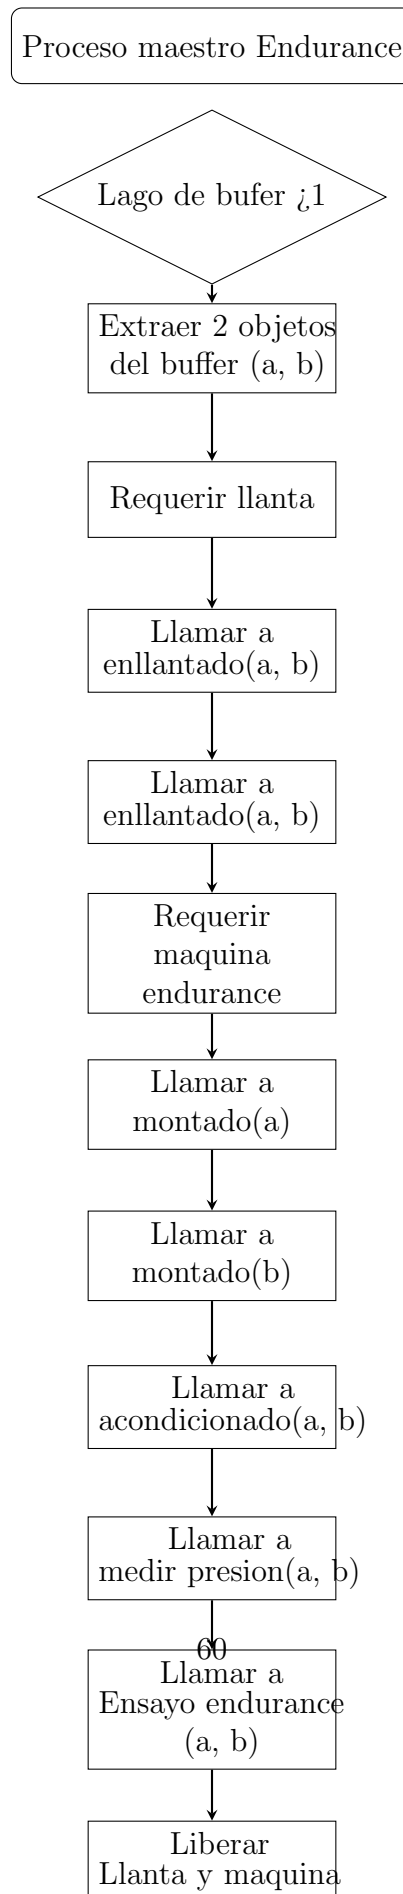 Proceso maestro Endurance
Lago de bufer ¿1
Extraer 2 objetos
del buffer (a, b)
Requerir llanta
Llamar a
enllantado(a, b)
Llamar a
enllantado(a, b)
Requerir
maquina
endurance
Llamar a
montado(a)
Llamar a
montado(b)
Llamar a
acondicionado(a, b)
Llamar a
medir presion(a, b)
60
Llamar a
Ensayo endurance
(a, b)
Liberar
Llanta y maquina